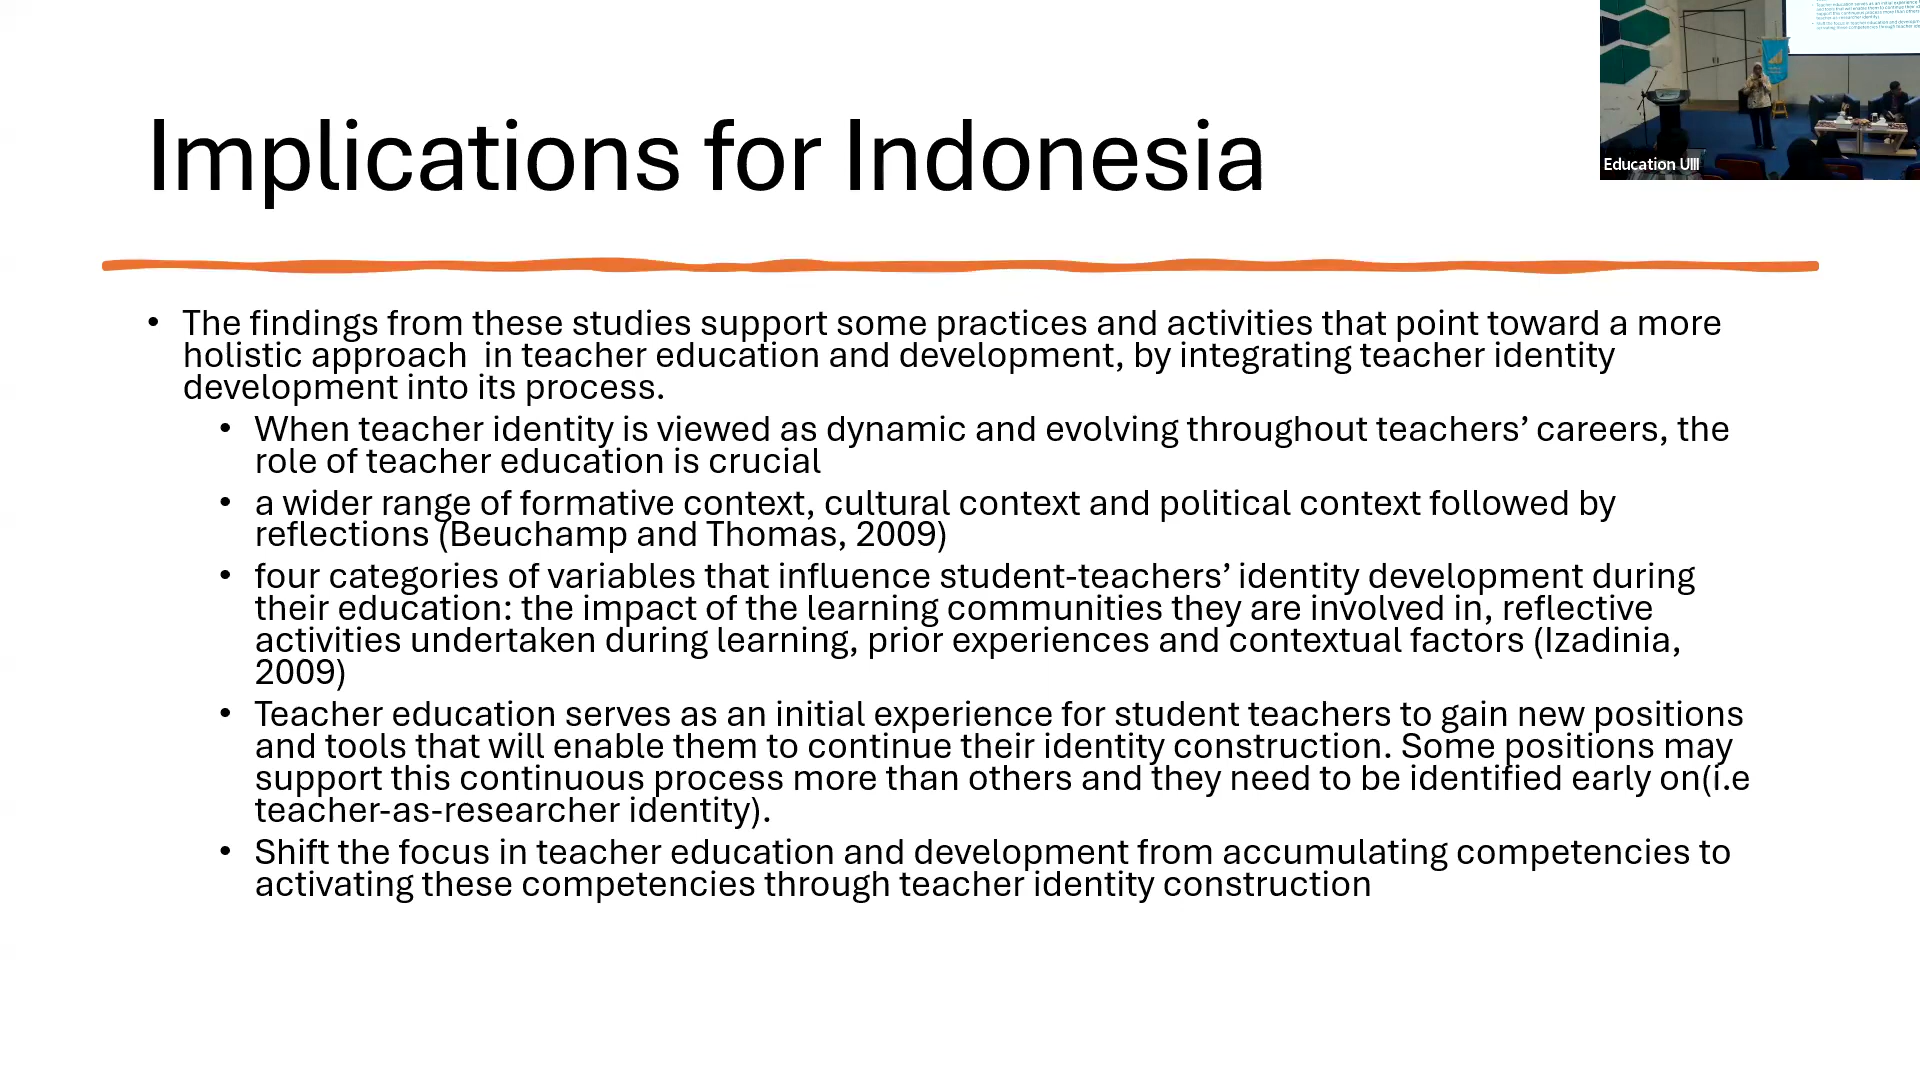 Implications for Indonesia
Education UIII
• The findings from these studies support some practices and activities that point toward a more
holistic approach  in teacher education and development, by integrating teacher identity
development into its process.
• When teacher identity is viewed as dynamic and evolving throughout teachers’ careers, the
role of teacher education is crucial
• a wider range of formative context, cultural context and political context followed by
reflections (Beuchamp and Thomas, 2009)
• four categories of variables that influence student-teachers’ identity development during
their education: the impact of the learning communities they are involved in, reflective
activities undertaken during learning, prior experiences and contextual factors (Izadinia,
2009)
• Teacher education serves as an initial experience for student teachers to gain new positions
and tools that will enable them to continue their identity construction. Some positions may
support this continuous process more than others and they need to be identified early on(i.e
teacher-as-researcher identity).
• Shift the focus in teacher education and development from accumulating competencies to
activating these competencies through teacher identity construction